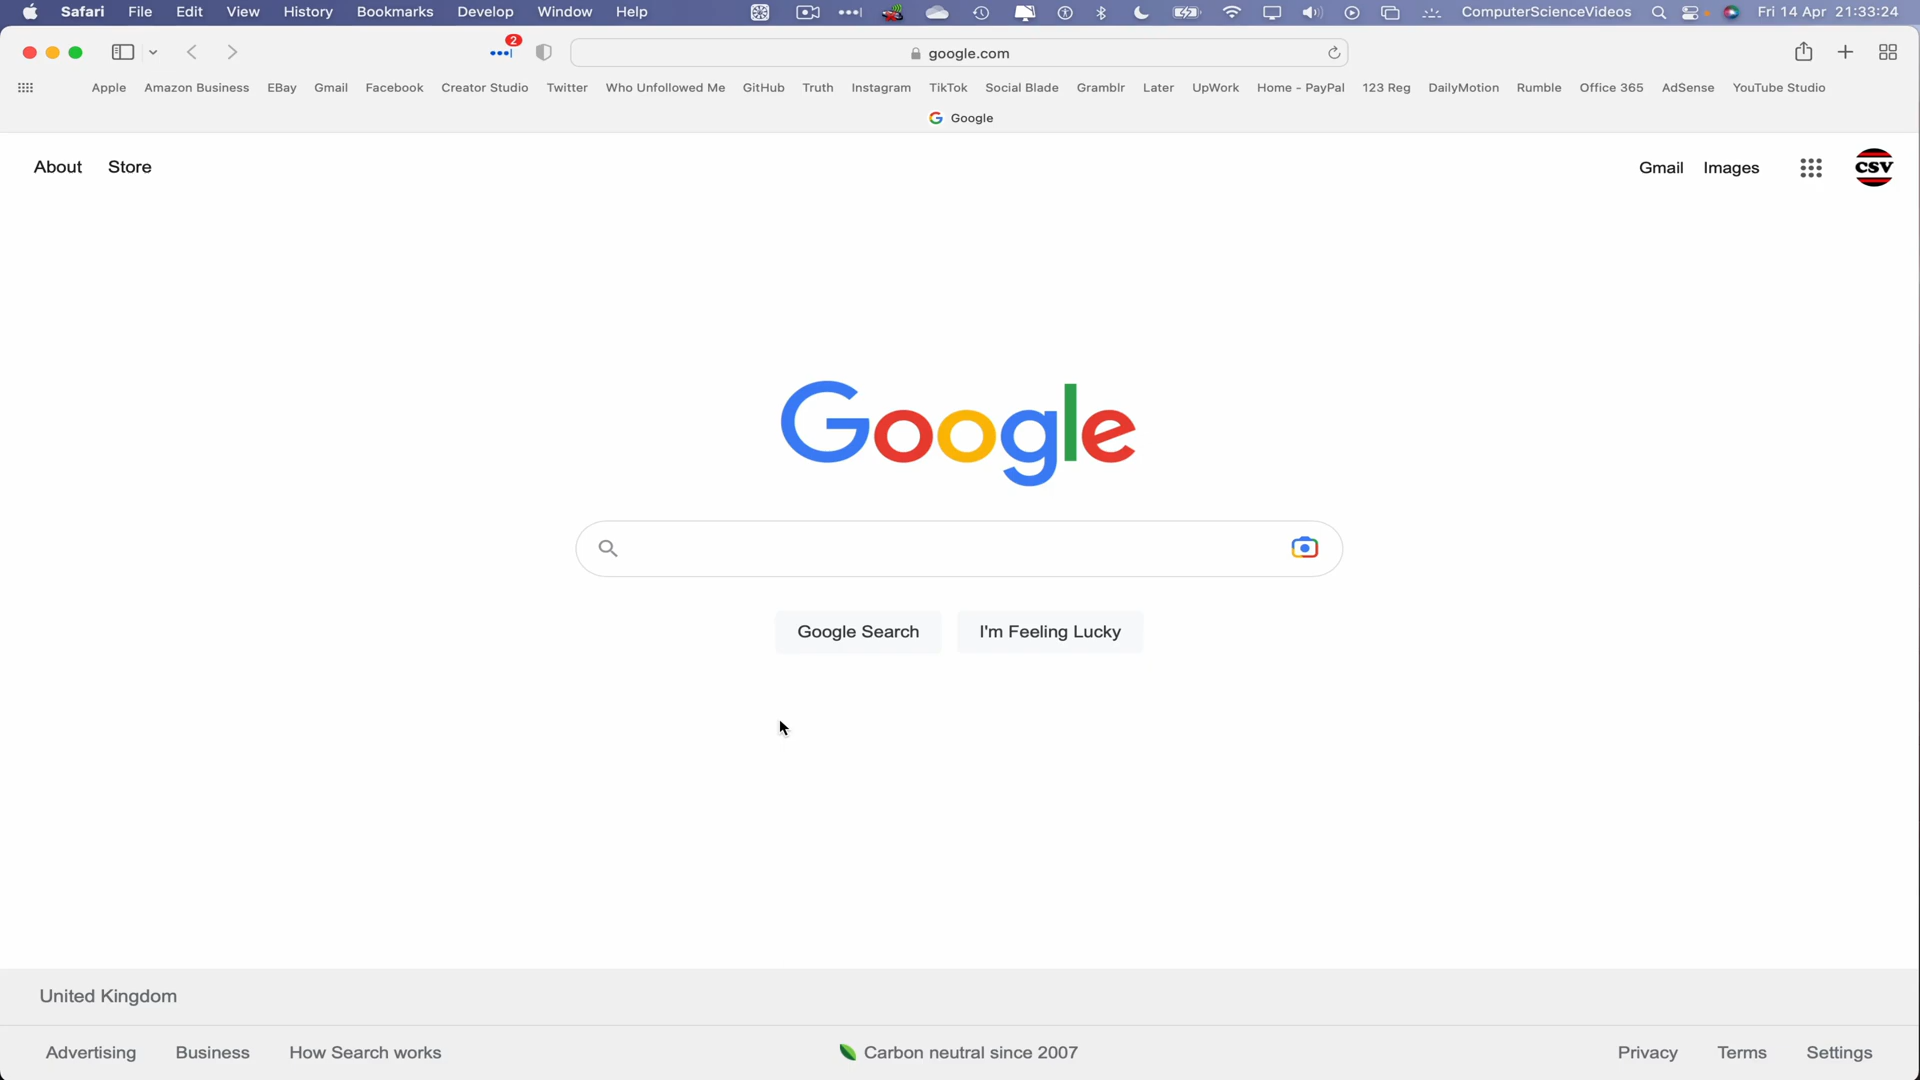 Safari File Edit View History Bookmarks Develop Window Help ComputerScienceVideos Fri 14 Apr 21:33:24
2 google.com
Apple Amazon Business EBay Gmail Facebook Creator Studio Twitter Who Unfollowed Me GitHub Truth Instagram TikTok Social Blade Gramblr Later UpWork Home - PayPal 123 Reg DailyMotion Rumble Office 365 AdSense YouTube Studio
Google
About Store Gmail Images CSV
Google
Google Search I'm Feeling Lucky
United Kingdom
Advertising Business How Search works Carbon neutral since 2007 Privacy Terms Settings